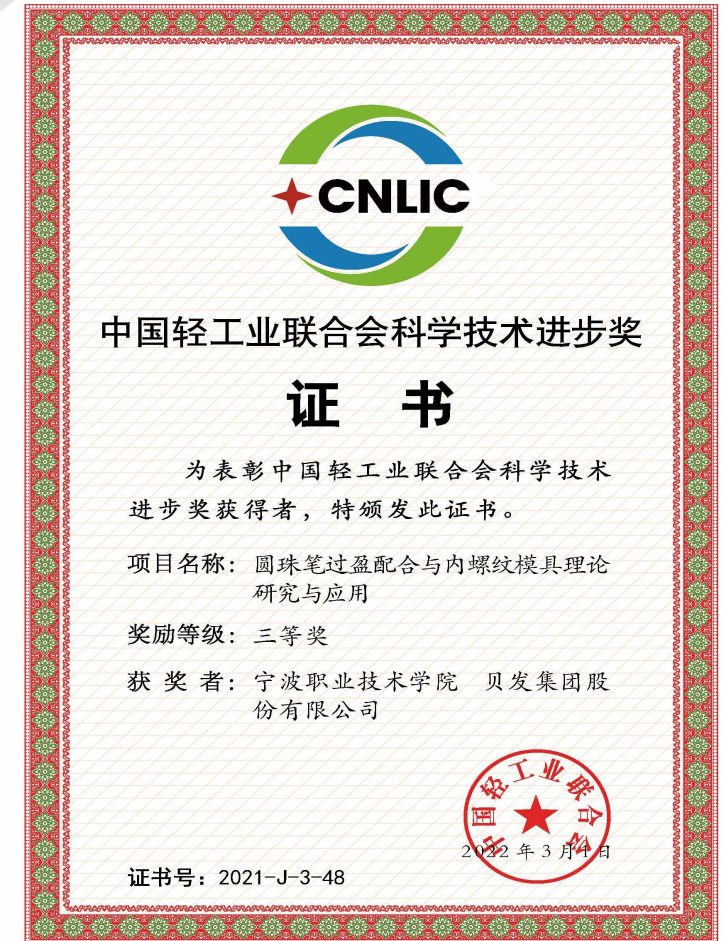 CNLIC
中国轻工业联合会科学技术进步奖
证 书
为表彰中国轻工业联合会科学技术
进步奖获得者，特颁发此证书。
项目名称：圆珠笔过盈配合与内螺纹模具理论
研究与应用
奖励等级：三等奖
获 奖 者：宁波职业技术学院 贝发集团股
份有限公司
中国轻工业联合会
2022年3月1日
证书号：2021-J-3-48